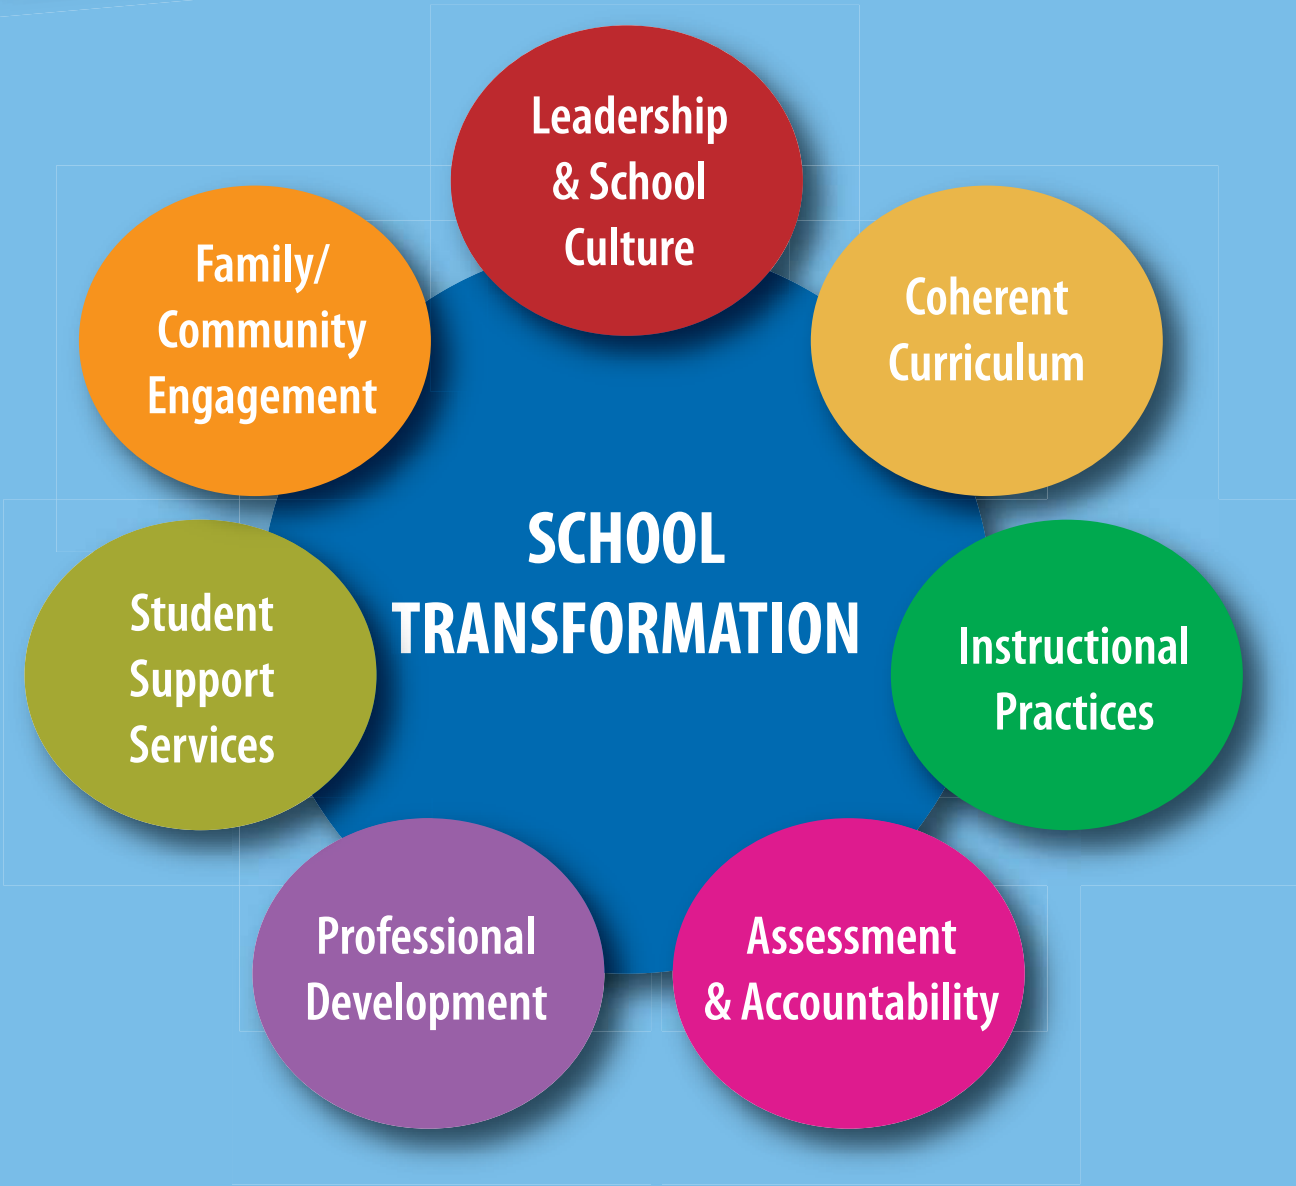 Leadership
& School
Culture
Family/
Community
Engagement
Coherent
Curriculum
SCHOOL
TRANSFORMATION
Student
Support
Services
Instructional
Practices
Professional
Development
Assessment
& Accountability